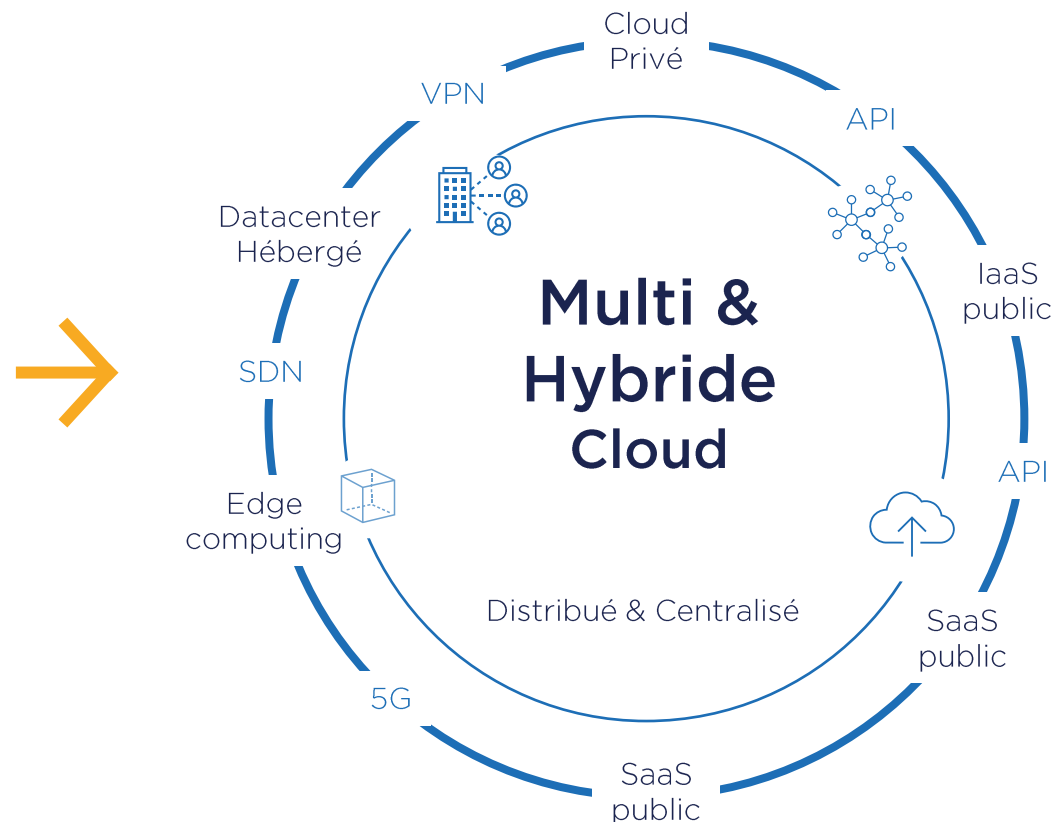 Cloud
Privé
VPN
API
Datacenter
Hébergé
IaaS
public
Multi &
Hybride
Cloud
SDN
API
Edge
computing
Distribué & Centralisé
SaaS
public
5G
SaaS
public